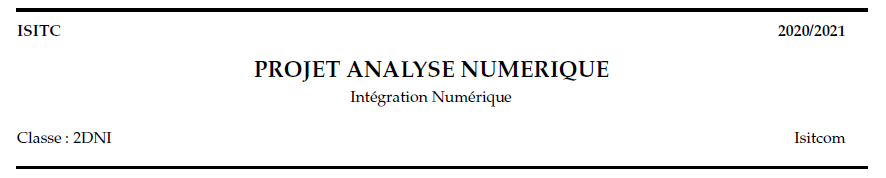 ISITC 2020/2021
PROJET ANALYSE NUMERIQUE
Intégration Numérique
Classe : 2DNI Isitcom